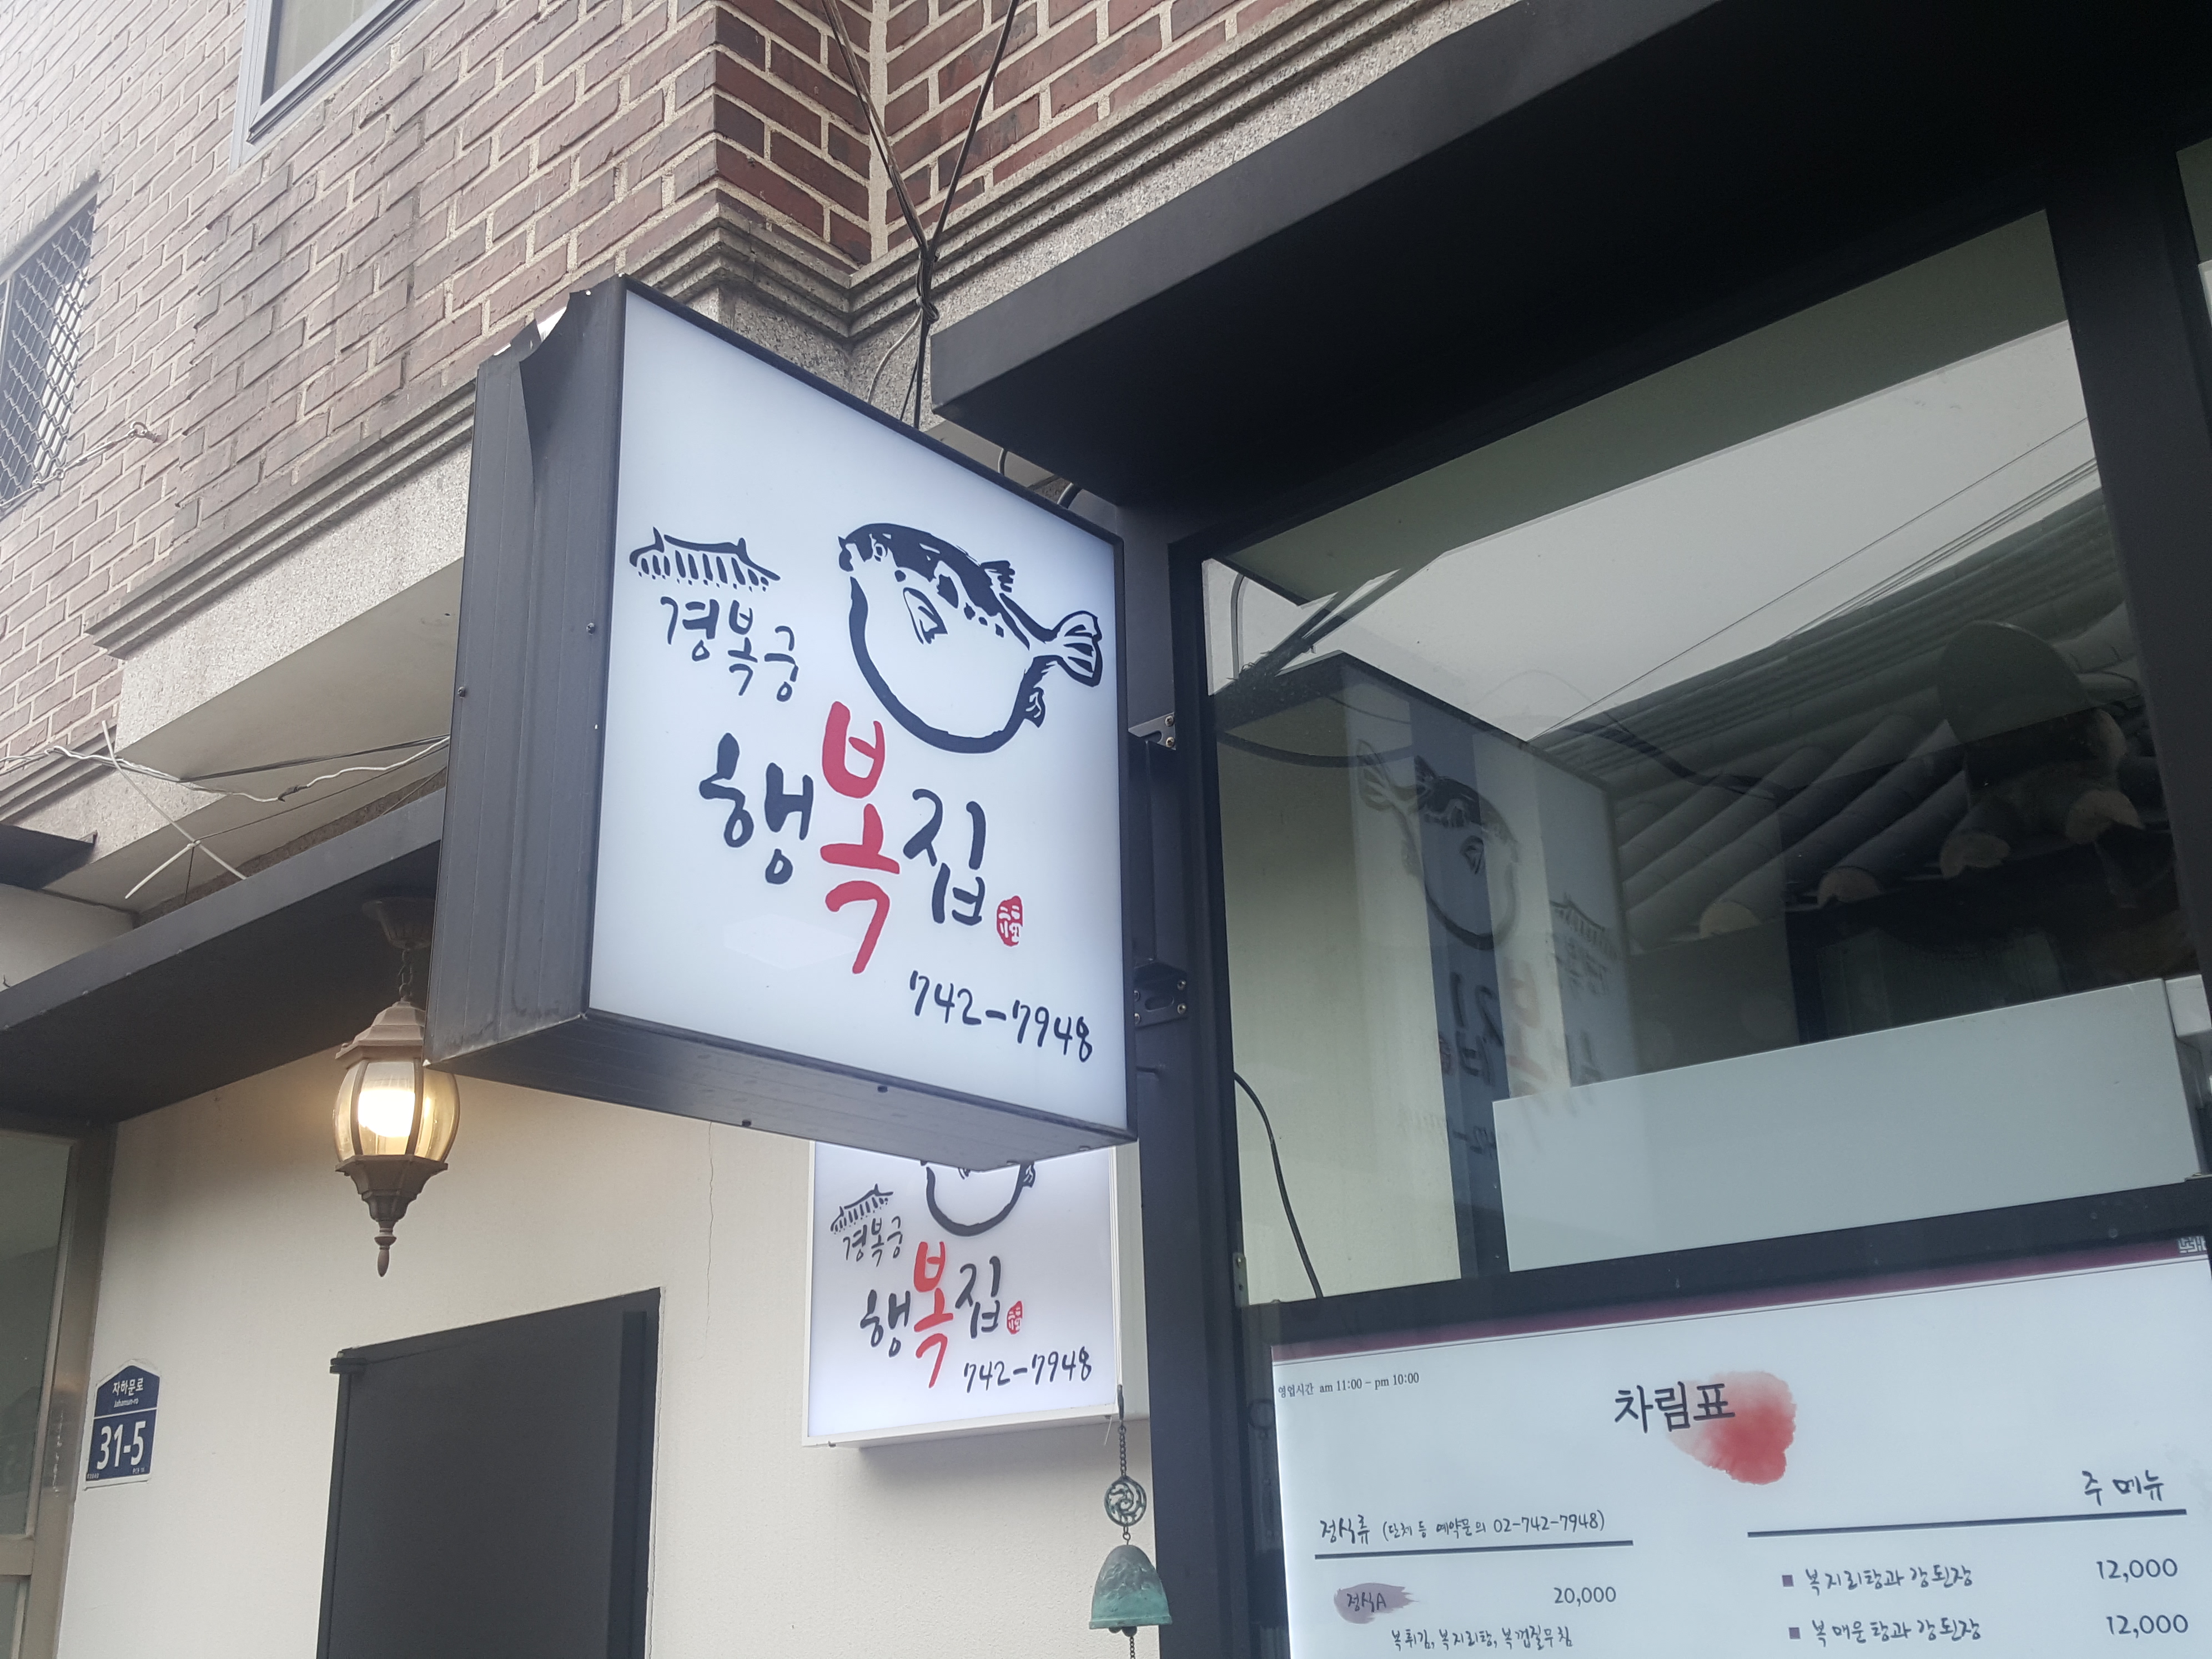 경복궁
행복집
福
742-7948
경복궁
행복집
福
742-7948
자하문로
Jahamun-ro
31-5
영업시간 am 11:00 - pm 10:00
차림표
정식류 (단체 등 예약문의 02-742-7948)
정식A 20,000
복튀김, 복지리탕, 복껍질무침
주 메뉴
복지리탕과 강된장 12,000
복매운탕과 강된장 12,000